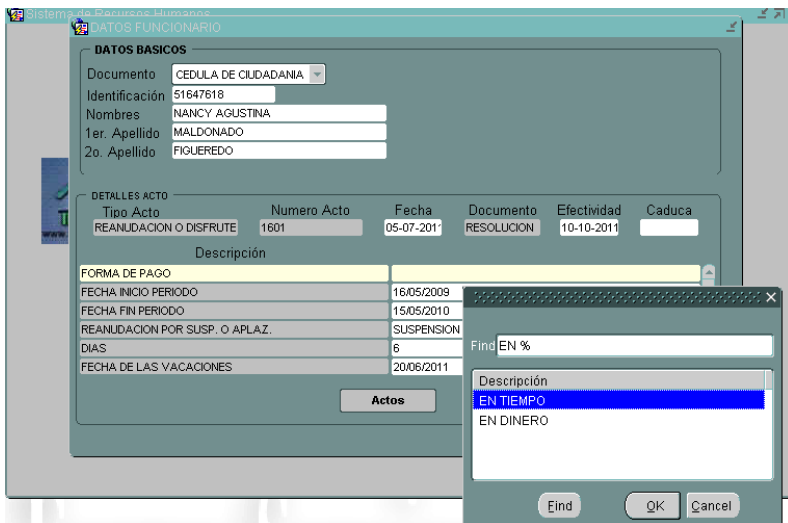 Sistema de Recursos Humanos
DATOS FUNCIONARIO
DATOS BASICOS
Documento CEDULA DE CIUDADANIA
Identificación 51647618
Nombres NANCY AGUSTINA
1er. Apellido MALDONADO
2o. Apellido FIGUEREDO
DETALLES ACTO
Tipo Acto Numero Acto Fecha Documento Efectividad Caduca
REANUDACION O DISFRUTE 1601 05-07-201 RESOLUCION 10-10-2011
Descripción
FORMA DE PAGO
FECHA INICIO PERIODO 16/05/2009
FECHA FIN PERIODO 15/05/2010
REANUDACION POR SUSP. O APLAZ. SUSPENSION
DIAS 6
FECHA DE LAS VACACIONES 20/06/2011
Actos
Find EN %
Descripción
EN TIEMPO
EN DINERO
Find OK Cancel